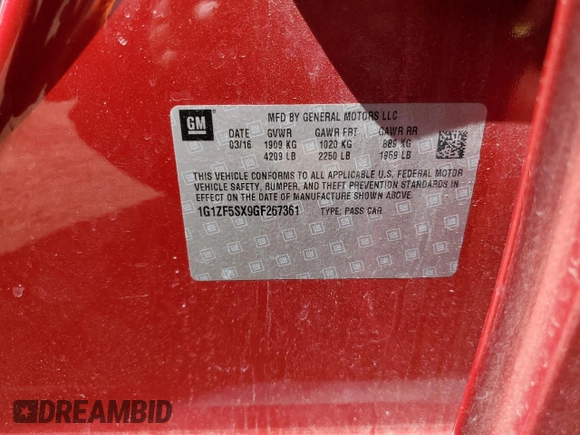 GM
MFD BY GENERAL MOTORS LLC
DATE GVWR GAWR FRT GAWR RR
03/16 1909 KG 1020 KG 889 KG
4209 LB 2250 LB 1959 LB
THIS VEHICLE CONFORMS TO ALL APPLICABLE U.S. FEDERAL MOTOR
VEHICLE SAFETY, BUMPER, AND THEFT PREVENTION STANDARDS IN
EFFECT ON THE DATE OF MANUFACTURE SHOWN ABOVE.
1G1ZF5SX9GF267361 TYPE: PASS CAR
DREAMBID